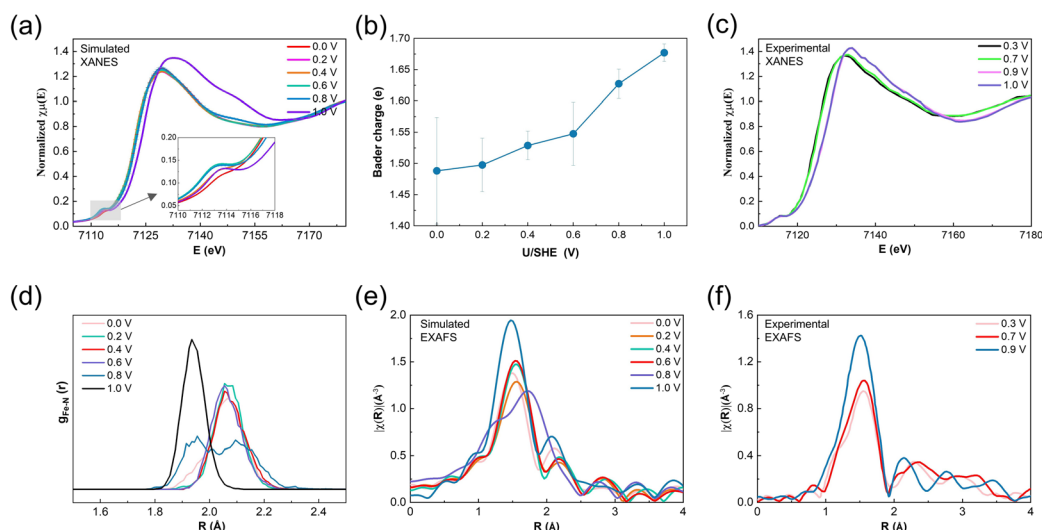 (a)
Simulated
XANES
0.0 V
0.2 V
0.4 V
0.6 V
0.8 V
1.0 V
Normalized χμ(E)
1.4
1.2
1.0
0.8
0.6
0.4
0.2
0.0
0.20
0.15
0.10
0.05
7110 7112 7114 7116 7118
7110 7125 7140 7155 7170
E (eV)
(b)
Bader charge (e)
1.70
1.65
1.60
1.55
1.50
1.45
1.40
0.0 0.2 0.4 0.6 0.8 1.0
U/SHE (V)
(c)
Experimental
XANES
0.3 V
0.7 V
0.9 V
1.0 V
Normalized χμ(E)
1.6
1.4
1.2
1.0
0.8
0.6
0.4
0.2
0.0
7120 7140 7160 7180
E (eV)
(d)
0.0 V
0.2 V
0.4 V
0.6 V
0.8 V
1.0 V
gFe-N (r)
1.6 1.8 2.0 2.2 2.4
R (Å)
(e)
Simulated
EXAFS
0.0 V
0.2 V
0.4 V
0.6 V
0.8 V
1.0 V
|χ(R)|(Å-3)
2.0
1.5
1.0
0.5
0.0
0 1 2 3 4
R (Å)
(f)
Experimental
EXAFS
0.3 V
0.7 V
0.9 V
|χ(R)|(Å-3)
1.6
1.2
0.8
0.4
0.0
0 1 2 3 4
R (Å)